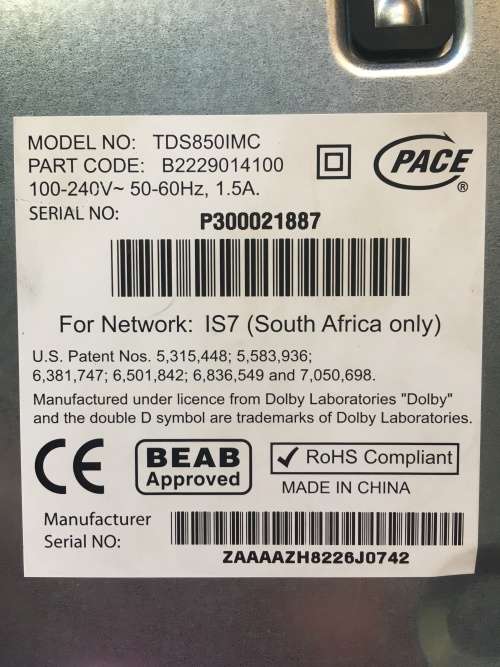 MODEL NO: TDS850IMC
PART CODE: B2229014100
100-240V~ 50-60Hz, 1.5A.
PACE
®
SERIAL NO: P300021887
For Network: IS7 (South Africa only)
U.S. Patent Nos. 5,315,448; 5,583,936;
6,381,747; 6,501,842; 6,836,549 and 7,050,698.
Manufactured under licence from Dolby Laboratories "Dolby"
and the double D symbol are trademarks of Dolby Laboratories.
CE
BEAB
Approved
✓ RoHS Compliant
MADE IN CHINA
Manufacturer
Serial NO:
ZAAAAZH8226J0742